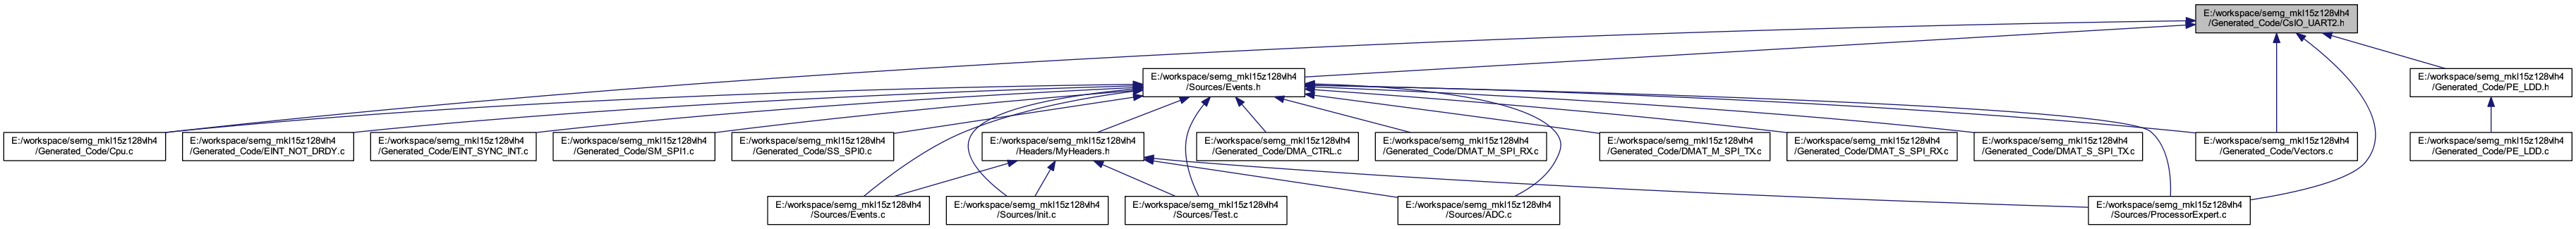 E:/workspace/semg_mkl15z128vlh4
/Generated_Code/CsIO_UART2.h
E:/workspace/semg_mkl15z128vlh4
/Sources/Events.h
E:/workspace/semg_mkl15z128vlh4
/Generated_Code/PE_LDD.h
E:/workspace/semg_mkl15z128vlh4
/Generated_Code/Cpu.c
E:/workspace/semg_mkl15z128vlh4
/Generated_Code/EINT_NOT_DRDY.c
E:/workspace/semg_mkl15z128vlh4
/Generated_Code/EINT_SYNC_INT.c
E:/workspace/semg_mkl15z128vlh4
/Generated_Code/SM_SPI1.c
E:/workspace/semg_mkl15z128vlh4
/Generated_Code/SS_SPI0.c
E:/workspace/semg_mkl15z128vlh4
/Headers/MyHeaders.h
E:/workspace/semg_mkl15z128vlh4
/Generated_Code/DMA_CTRL.c
E:/workspace/semg_mkl15z128vlh4
/Generated_Code/DMAT_M_SPI_RX.c
E:/workspace/semg_mkl15z128vlh4
/Generated_Code/DMAT_M_SPI_TX.c
E:/workspace/semg_mkl15z128vlh4
/Generated_Code/DMAT_S_SPI_RX.c
E:/workspace/semg_mkl15z128vlh4
/Generated_Code/DMAT_S_SPI_TX.c
E:/workspace/semg_mkl15z128vlh4
/Generated_Code/Vectors.c
E:/workspace/semg_mkl15z128vlh4
/Generated_Code/PE_LDD.c
E:/workspace/semg_mkl15z128vlh4
/Sources/Events.c
E:/workspace/semg_mkl15z128vlh4
/Sources/Init.c
E:/workspace/semg_mkl15z128vlh4
/Sources/Test.c
E:/workspace/semg_mkl15z128vlh4
/Sources/ADC.c
E:/workspace/semg_mkl15z128vlh4
/Sources/ProcessorExpert.c